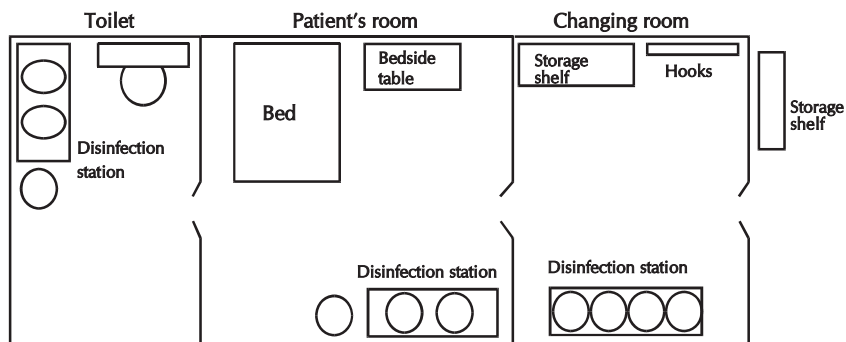 Toilet
Patient's room
Changing room
Bedside
table
Storage
shelf
Hooks
Bed
Storage
shelf
Disinfection
station
Disinfection station
Disinfection station